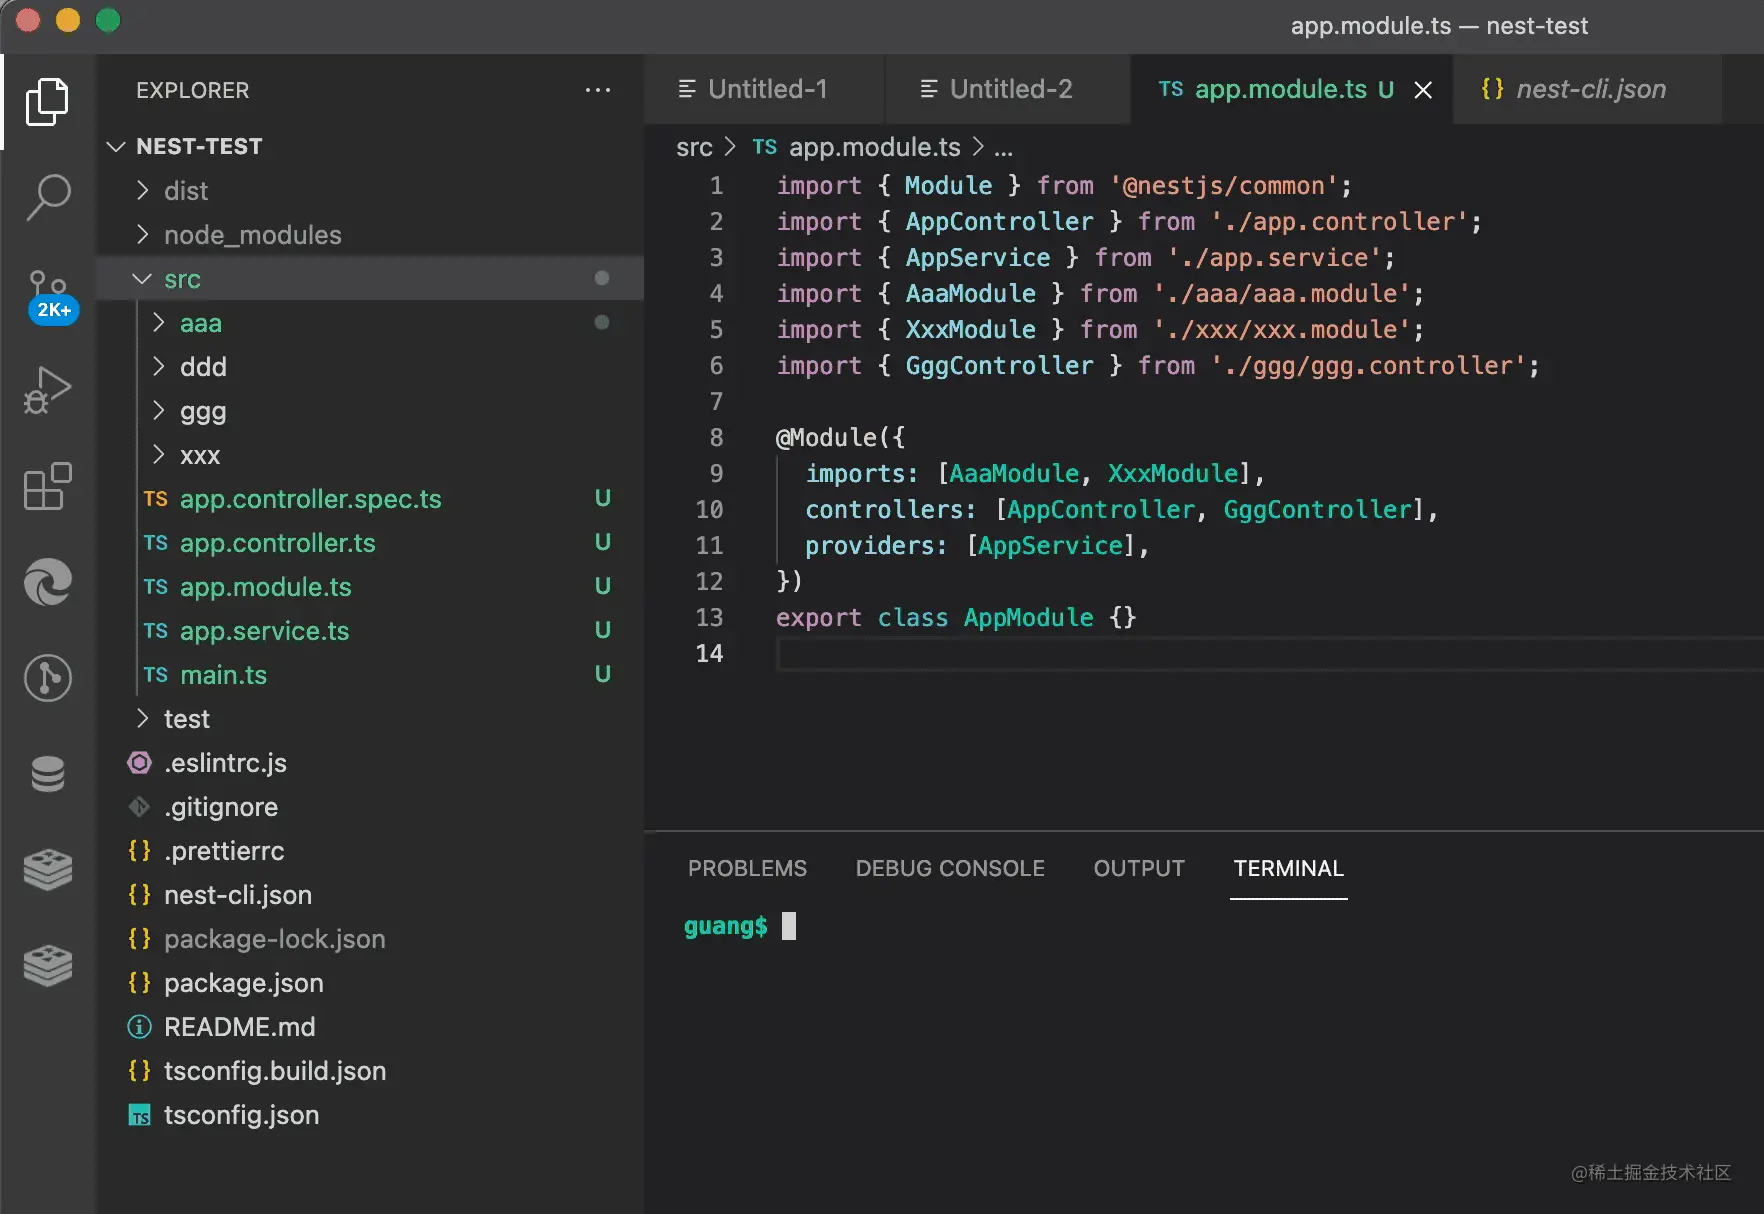 app.module.ts — nest-test
EXPLORER
NEST-TEST
dist
node_modules
src
aaa
ddd
ggg
xxx
TS app.controller.spec.ts U
TS app.controller.ts U
TS app.module.ts U
TS app.service.ts U
TS main.ts U
test
.eslintrc.js
.gitignore
{} .prettierrc
{} nest-cli.json
{} package-lock.json
{} package.json
README.md
{} tsconfig.build.json
TS tsconfig.json
2K+
Untitled-1
Untitled-2
TS app.module.ts U
{} nest-cli.json
src > TS app.module.ts > ...
1 import { Module } from '@nestjs/common';
2 import { AppController } from './app.controller';
3 import { AppService } from './app.service';
4 import { AaaModule } from './aaa/aaa.module';
5 import { XxxModule } from './xxx/xxx.module';
6 import { GggController } from './ggg/ggg.controller';
7
8 @Module({
9 imports: [AaaModule, XxxModule],
10 controllers: [AppController, GggController],
11 providers: [AppService],
12 })
13 export class AppModule {}
14
PROBLEMS
DEBUG CONSOLE
OUTPUT
TERMINAL
guang$
@稀土掘金技术社区